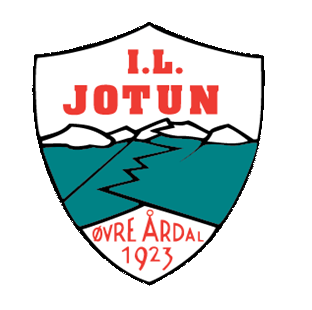 I.L.
JOTUN
ØVRE ÅRDAL
1923